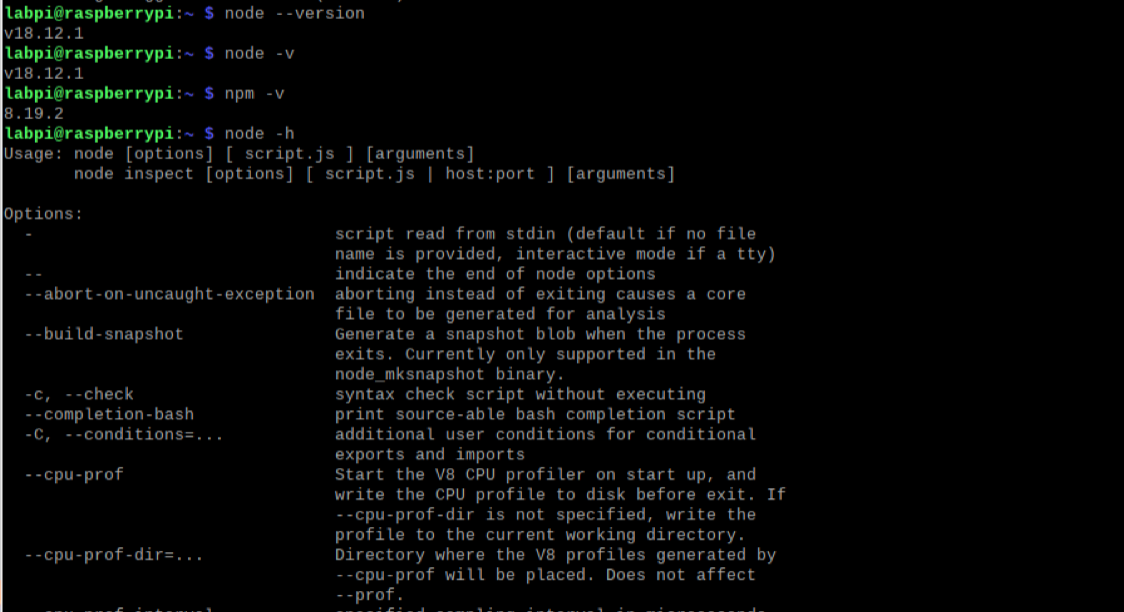 labpi@raspberrypi:~ $ node --version
v18.12.1
labpi@raspberrypi:~ $ node -v
v18.12.1
labpi@raspberrypi:~ $ npm -v
8.19.2
labpi@raspberrypi:~ $ node -h
Usage: node [options] [ script.js ] [arguments]
       node inspect [options] [ script.js | host:port ] [arguments]

Options:
  -                              script read from stdin (default if no file
                                 name is provided, interactive mode if a tty)
  --                             indicate the end of node options
  --abort-on-uncaught-exception  aborting instead of exiting causes a core
                                 file to be generated for analysis
  --build-snapshot               Generate a snapshot blob when the process
                                 exits. Currently only supported in the
                                 node_mksnapshot binary.
  -c, --check                    syntax check script without executing
  --completion-bash              print source-able bash completion script
  -C, --conditions=...           additional user conditions for conditional
                                 exports and imports
  --cpu-prof                     Start the V8 CPU profiler on start up, and
                                 write the CPU profile to disk before exit. If
                                 --cpu-prof-dir is not specified, write the
                                 profile to the current working directory.
  --cpu-prof-dir=...             Directory where the V8 profiles generated by
                                 --cpu-prof will be placed. Does not affect
                                 --prof.